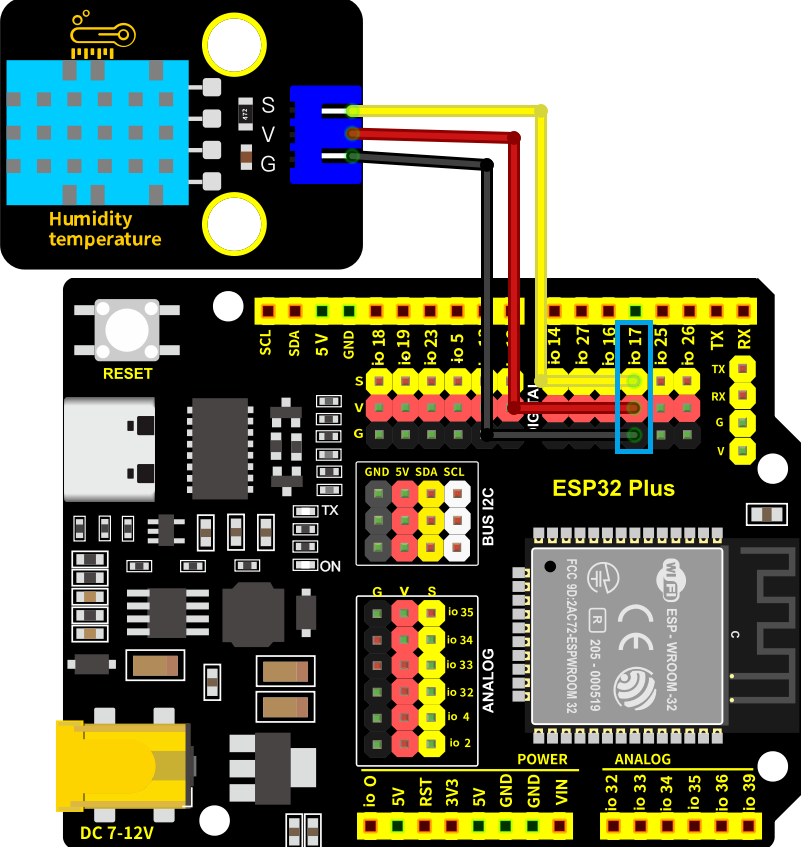 472
S
V
G
Humidity
temperature
SCL
SDA
5 V
GND
io 18
io 19
io 23
io 5
io 14
io 27
io 16
io 17
io 25
io 26
TX
RX
RESET
S
V
G
TX
RX
G
V
GND 5V SDA SCL
BUS I2C
ESP32 Plus
TX
ON
G V S
io 35
io 34
io 33
io 32
io 4
io 2
ANALOG
WiFi
ESP - WROOM -32
CE
R 205 - 000519
FCC 9D:2AC72-ESPWROOM 32
C
POWER
ANALOG
io O
5V
RST
3V3
5V
GND
GND
VIN
io 32
io 33
io 34
io 35
io 36
io 39
DC 7-12V